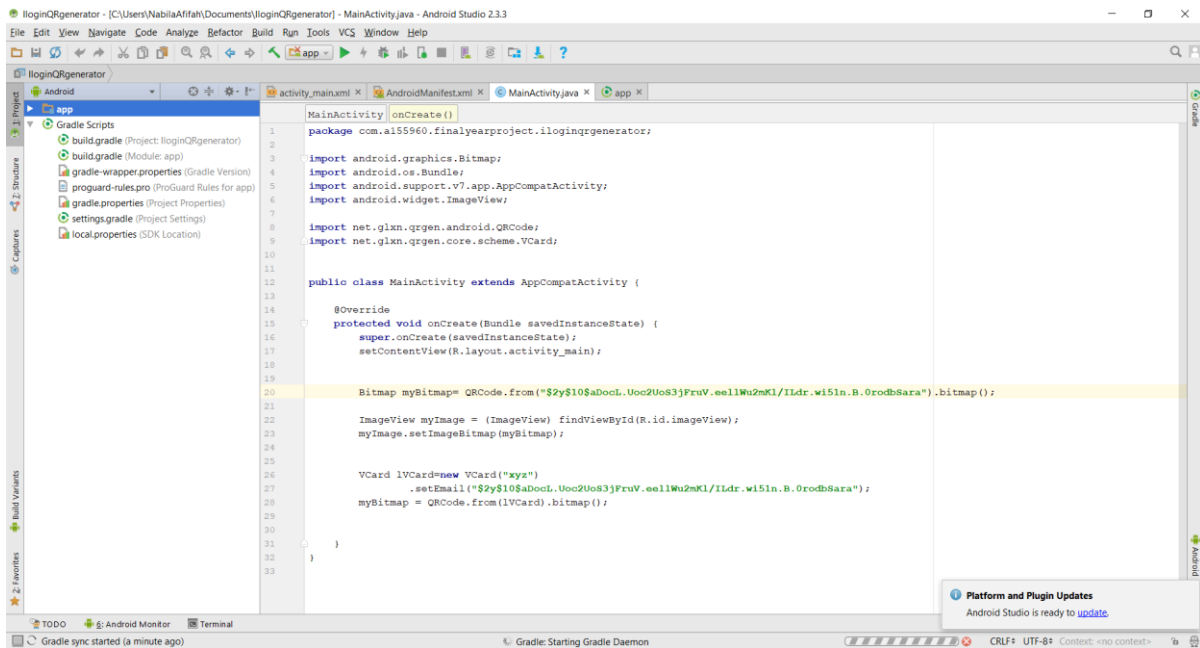 IloginQRgenerator - [C:\Users\NabilaAfifah\Documents\IloginQRgenerator] - MainActivity.java - Android Studio 2.3.3
File Edit View Navigate Code Analyze Refactor Build Run Tools VCS Window Help
app
IloginQRgenerator
Android
activity_main.xml × AndroidManifest.xml × MainActivity.java × app ×
1: Project
Gradle
app
Gradle Scripts
build.gradle (Project: IloginQRgenerator)
build.gradle (Module: app)
gradle-wrapper.properties (Gradle Version)
proguard-rules.pro (ProGuard Rules for app)
gradle.properties (Project Properties)
settings.gradle (Project Settings)
local.properties (SDK Location)
Z: Structure
Captures
Build Variants
2: Favorites
MainActivity onCreate()
1 package com.a155960.finalyearproject.iloginqrgenerator;
2
3 import android.graphics.Bitmap;
4 import android.os.Bundle;
5 import android.support.v7.app.AppCompatActivity;
6 import android.widget.ImageView;
7
8 import net.glxn.qrgen.android.QRCode;
9 import net.glxn.qrgen.core.scheme.VCard;
10
11
12 public class MainActivity extends AppCompatActivity {
13
14 @Override
15 protected void onCreate(Bundle savedInstanceState) {
16 super.onCreate(savedInstanceState);
17 setContentView(R.layout.activity_main);
18
19
20 Bitmap myBitmap= QRCode.from("$2y$10$aDocL.Uoc2UoS3jFruV.eellWu2mKl/ILdr.wi5ln.B.0rodbSara").bitmap();
21
22 ImageView myImage = (ImageView) findViewById(R.id.imageView);
23 myImage.setImageBitmap(myBitmap);
24
25
26 VCard lVCard=new VCard("xyz")
27 .setEmail("$2y$10$aDocL.Uoc2UoS3jFruV.eellWu2mKl/ILdr.wi5ln.B.0rodbSara");
28 myBitmap = QRCode.from(lVCard).bitmap();
29
30
31 }
32 }
33
Android
Platform and Plugin Updates
Android Studio is ready to update.
TODO 6: Android Monitor Terminal
Gradle sync started (a minute ago) Gradle: Starting Gradle Daemon CRLF UTF-8 Context: <no context>